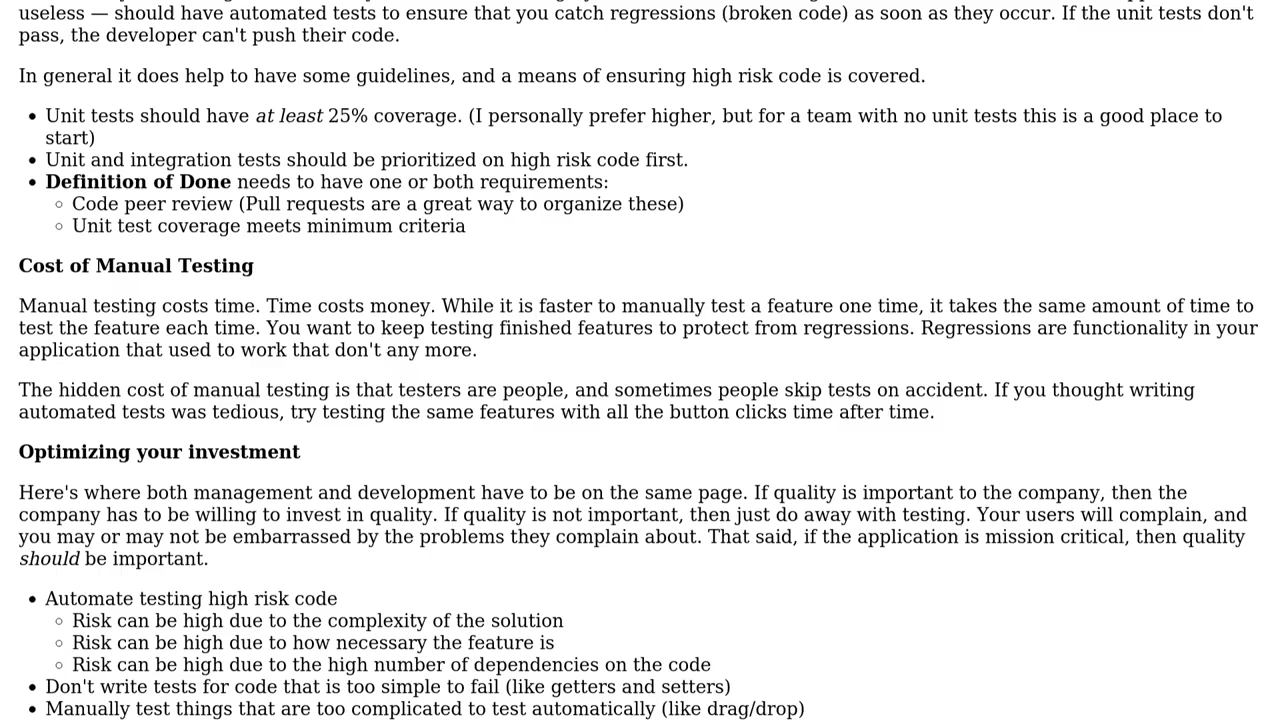 useless — should have automated tests to ensure that you catch regressions (broken code) as soon as they occur. If the unit tests don't
pass, the developer can't push their code.
In general it does help to have some guidelines, and a means of ensuring high risk code is covered.
• Unit tests should have at least 25% coverage. (I personally prefer higher, but for a team with no unit tests this is a good place to
start)
• Unit and integration tests should be prioritized on high risk code first.
• Definition of Done needs to have one or both requirements:
◦ Code peer review (Pull requests are a great way to organize these)
◦ Unit test coverage meets minimum criteria
Cost of Manual Testing
Manual testing costs time. Time costs money. While it is faster to manually test a feature one time, it takes the same amount of time to
test the feature each time. You want to keep testing finished features to protect from regressions. Regressions are functionality in your
application that used to work that don't any more.
The hidden cost of manual testing is that testers are people, and sometimes people skip tests on accident. If you thought writing
automated tests was tedious, try testing the same features with all the button clicks time after time.
Optimizing your investment
Here's where both management and development have to be on the same page. If quality is important to the company, then the
company has to be willing to invest in quality. If quality is not important, then just do away with testing. Your users will complain, and
you may or may not be embarrassed by the problems they complain about. That said, if the application is mission critical, then quality
should be important.
• Automate testing high risk code
◦ Risk can be high due to the complexity of the solution
◦ Risk can be high due to how necessary the feature is
◦ Risk can be high due to the high number of dependencies on the code
• Don't write tests for code that is too simple to fail (like getters and setters)
• Manually test things that are too complicated to test automatically (like drag/drop)